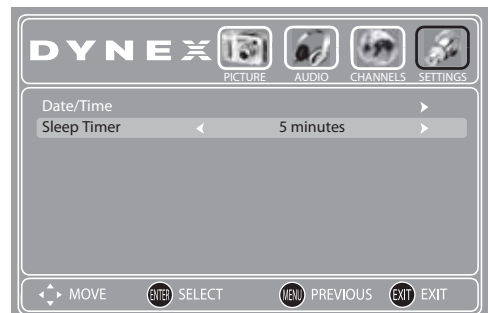 DYNEX
PICTURE AUDIO CHANNELS SETTINGS
Date/Time
Sleep Timer 5 minutes
MOVE ENTER SELECT MENU PREVIOUS EXIT EXIT